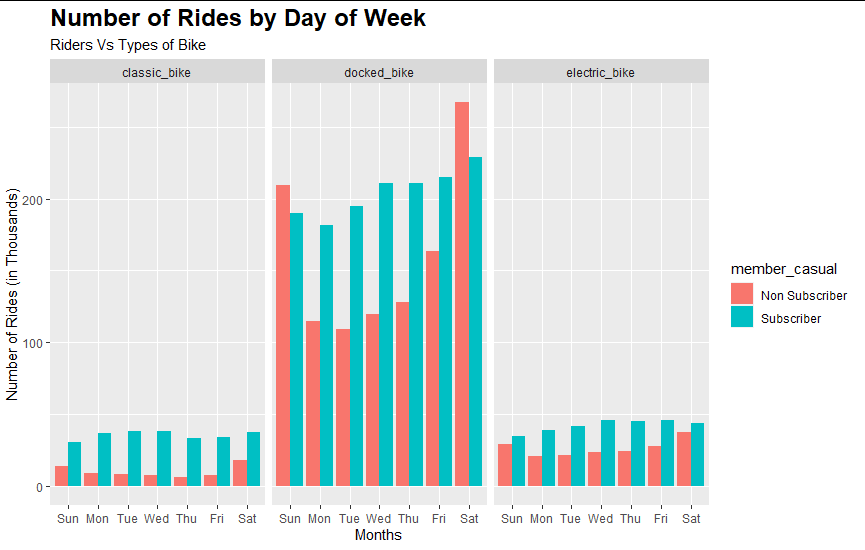 Number of Rides by Day of Week
Riders Vs Types of Bike
classic_bike docked_bike electric_bike
Number of Rides (in Thousands)
200
100
0
Sun Mon Tue Wed Thu Fri Sat Sun Mon Tue Wed Thu Fri Sat Sun Mon Tue Wed Thu Fri Sat
Months
member_casual
Non Subscriber
Subscriber